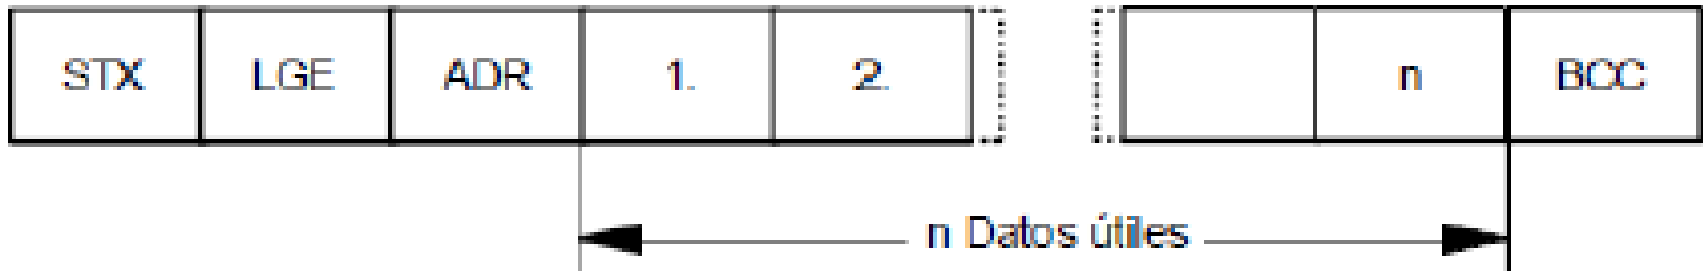 STX LGE ADR 1. 2. n BCC
n Datos útiles